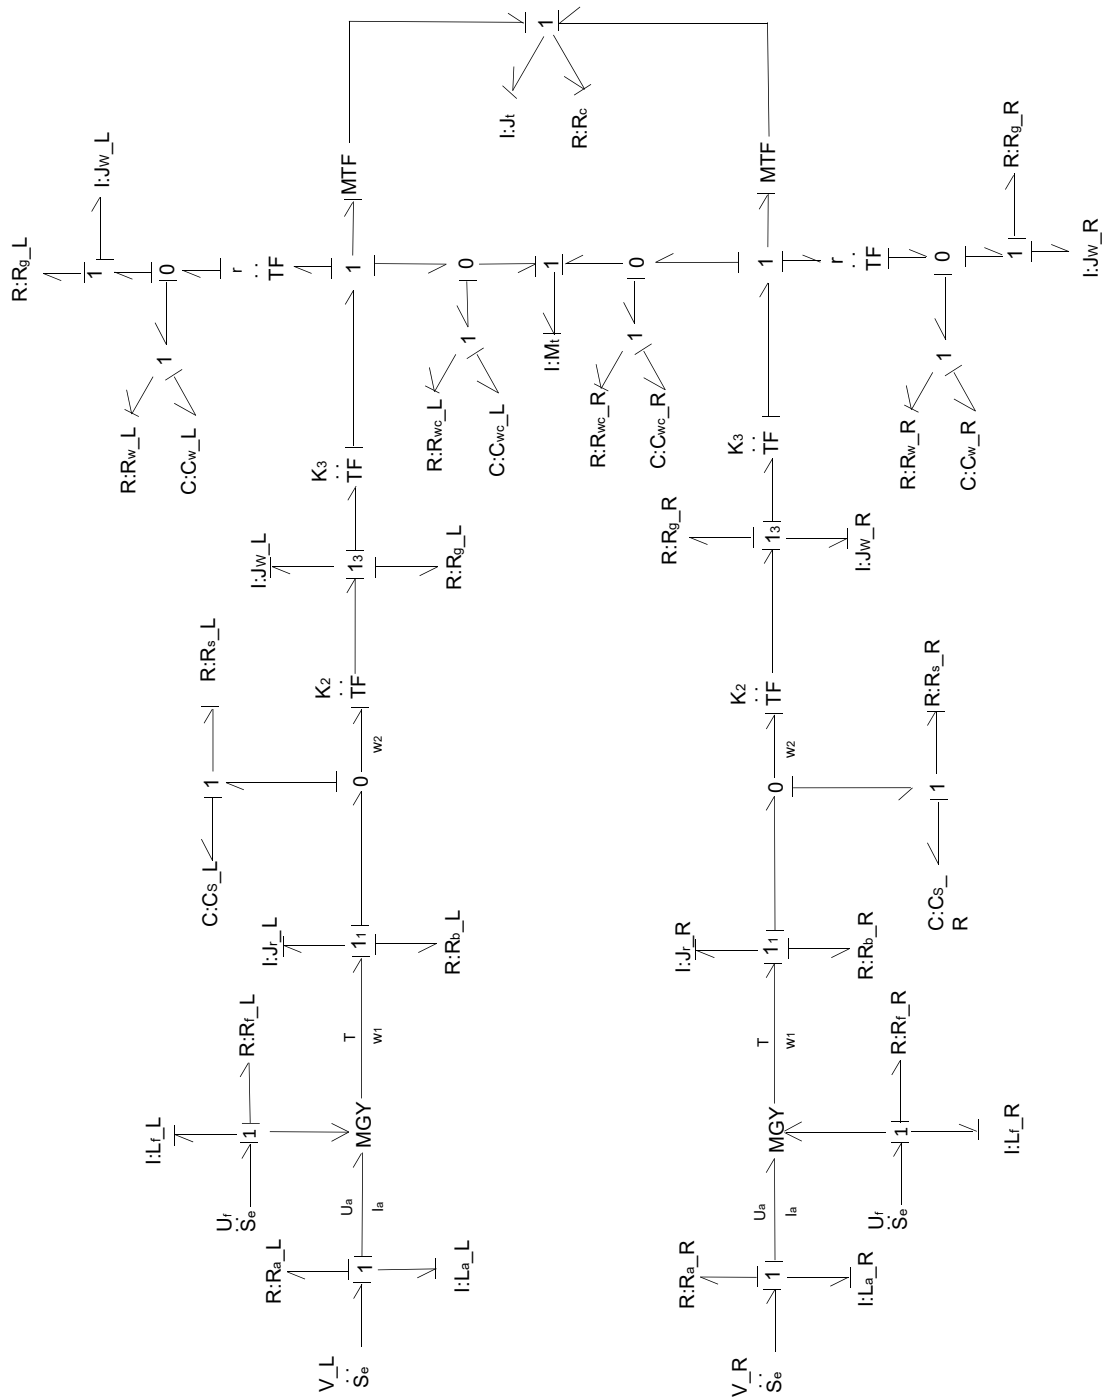 R:Rg_L
1 I:Jw_L
R:Rw_L
I:Lf_L
1 0
C:Cw_L
C:Cs_L 1 R:Rs_L
Uf
r
Se 1 R:Rf_L
R:Ra_L I:Jr_L I:Jw_L TF
V_L K2 K3
Ua T
Se 1 MGY 11 0 TF 13 TF 1 MTF
Ia w1 w2
I:La_L R:Rb_L R:Rg_L R:Rwc_L
1 0
C:Cwc_L
I:Jt
I:Mt 1 1
R:Rc
R:Rwc_R
1 0
C:Cwc_R
R:Rg_R
R:Ra_R I:Jr_R
V_R K2 K3
Ua T
Se 1 MGY 11 0 TF 13 TF 1 MTF
Ia w1 w2
r
I:La_R R:Rb_R I:Jw_R TF
Uf
Se 1 R:Rf_R
R:Rw_R
C:Cs_
R
1 R:Rs_R
1 0
C:Cw_R
I:Lf_R 1 R:Rg_R
I:Jw_R